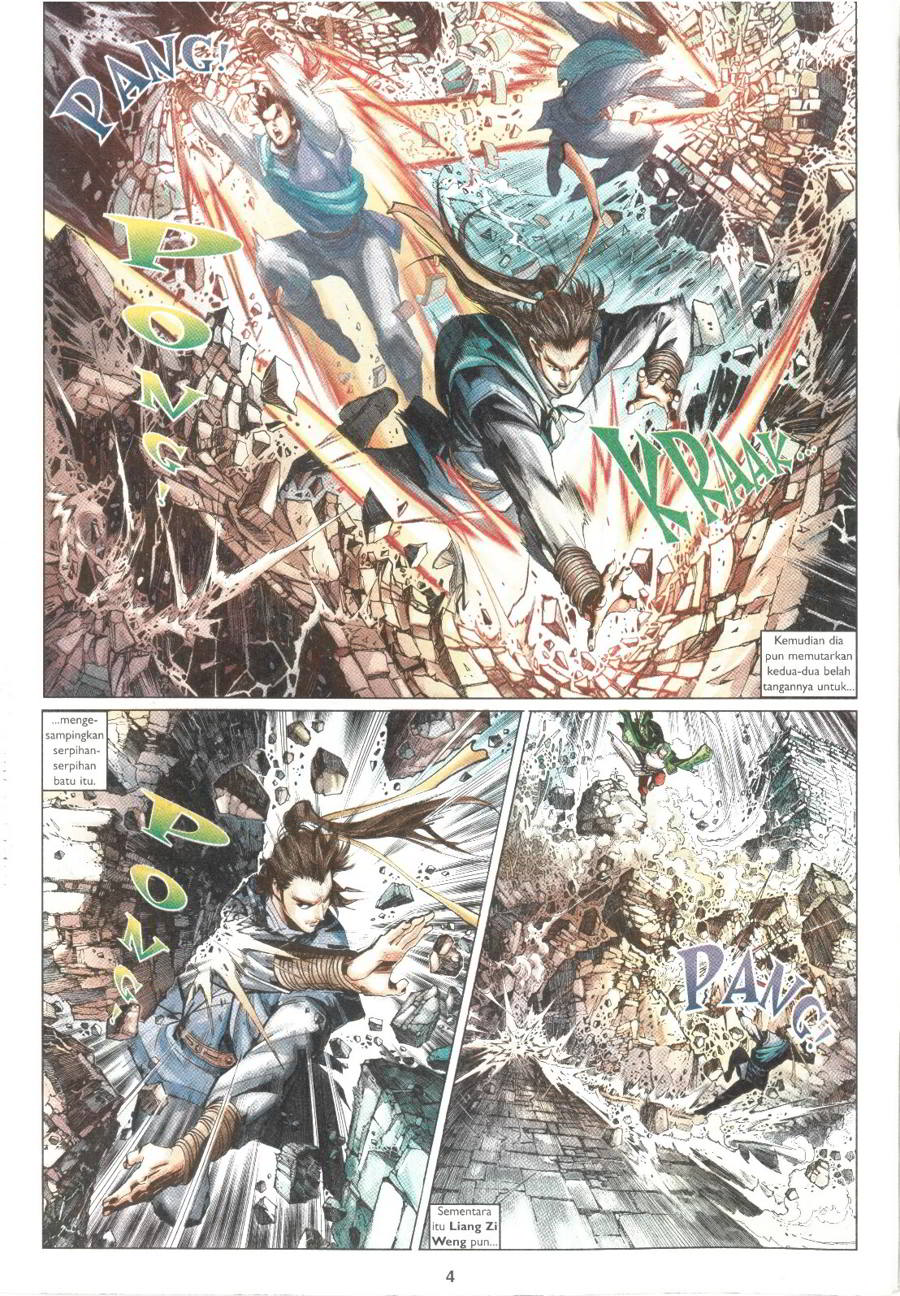 PANG!
PONG!
KRAAK...
Kemudian dia
pun memutarkan
kedua-dua belah
tangannya untuk...
...menge-
sampingkan
serpihan-
serpihan
batu itu.
PONG!
PANG!
Sementara
itu Liang Zi
Weng pun...
4